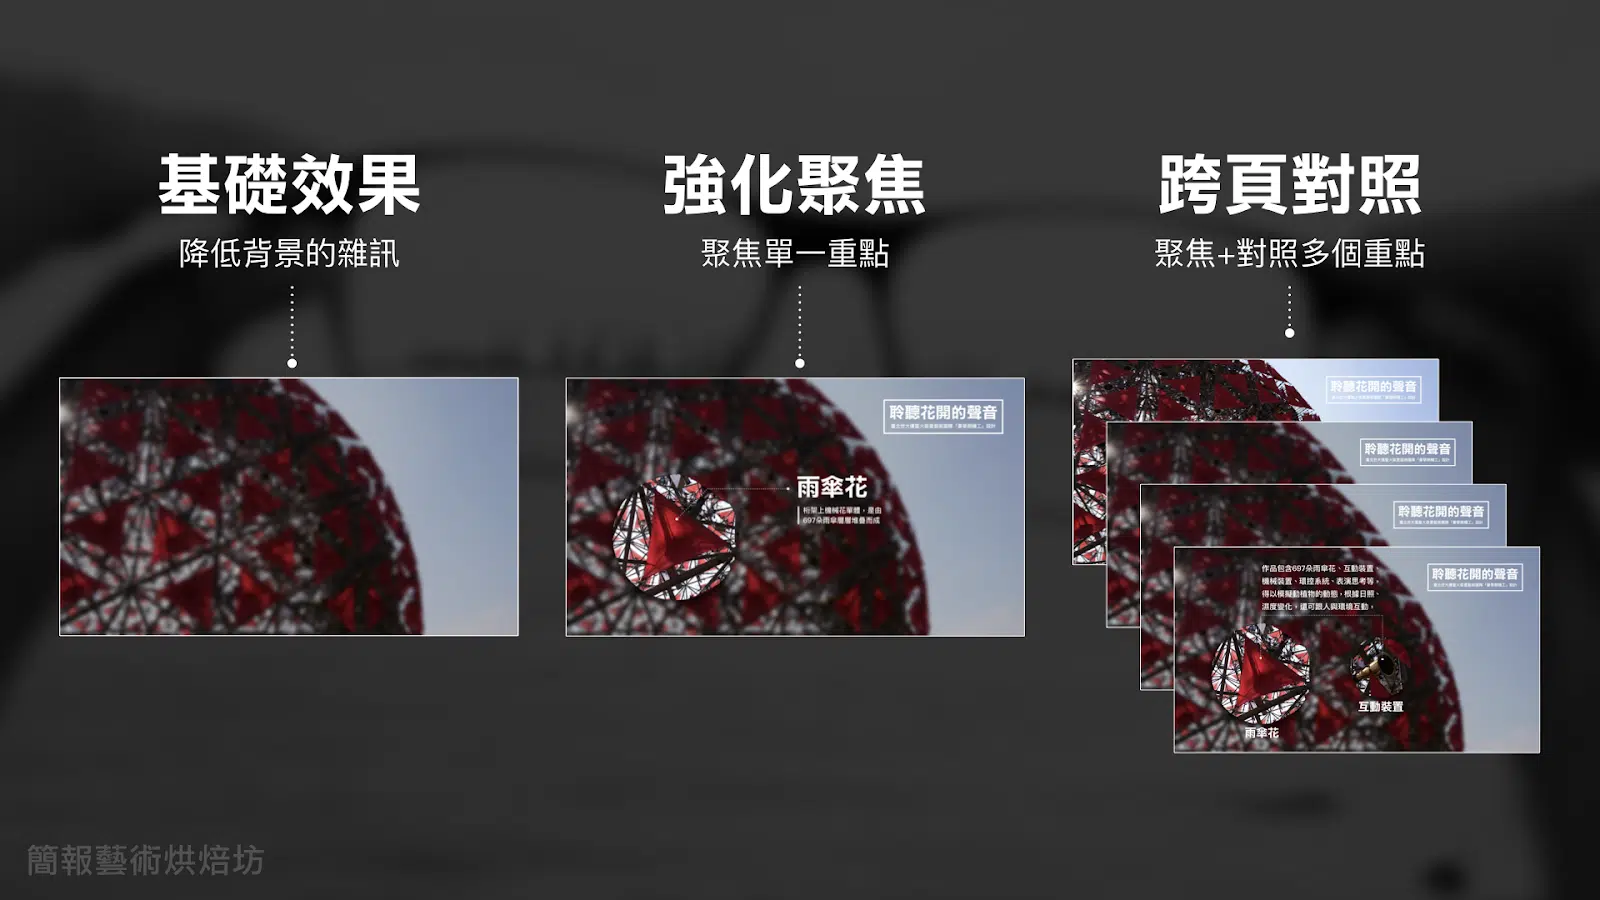 基礎效果
降低背景的雜訊
強化聚焦
聚焦單一重點
跨頁對照
聚焦+對照多個重點
聆聽花開的聲音
雨傘花
桁架上機械花單體，是由
697朵雨傘層層堆疊而成
聆聽花開的聲音
聆聽花開的聲音
聆聽花開的聲音
聆聽花開的聲音
作品包含697朵雨傘花、互動裝置、
機械裝置、環控系統、表演思考等，
得以模擬動植物的動態，根據日照、
濕度變化，還可跟人與環境互動。
互動裝置
雨傘花
簡報藝術烘焙坊